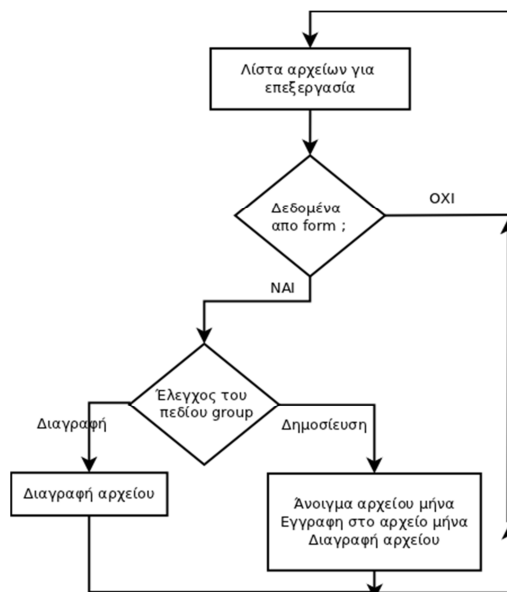 Λίστα αρχείων για
επεξεργασία
Δεδομένα
απο form ;
ΟΧΙ
ΝΑΙ
Έλεγχος του
πεδίου group
Διαγραφή
Δημοσίευση
Διαγραφή αρχείου
Άνοιγμα αρχείου μήνα
Εγγραφη στο αρχείο μήνα
Διαγραφή αρχείου